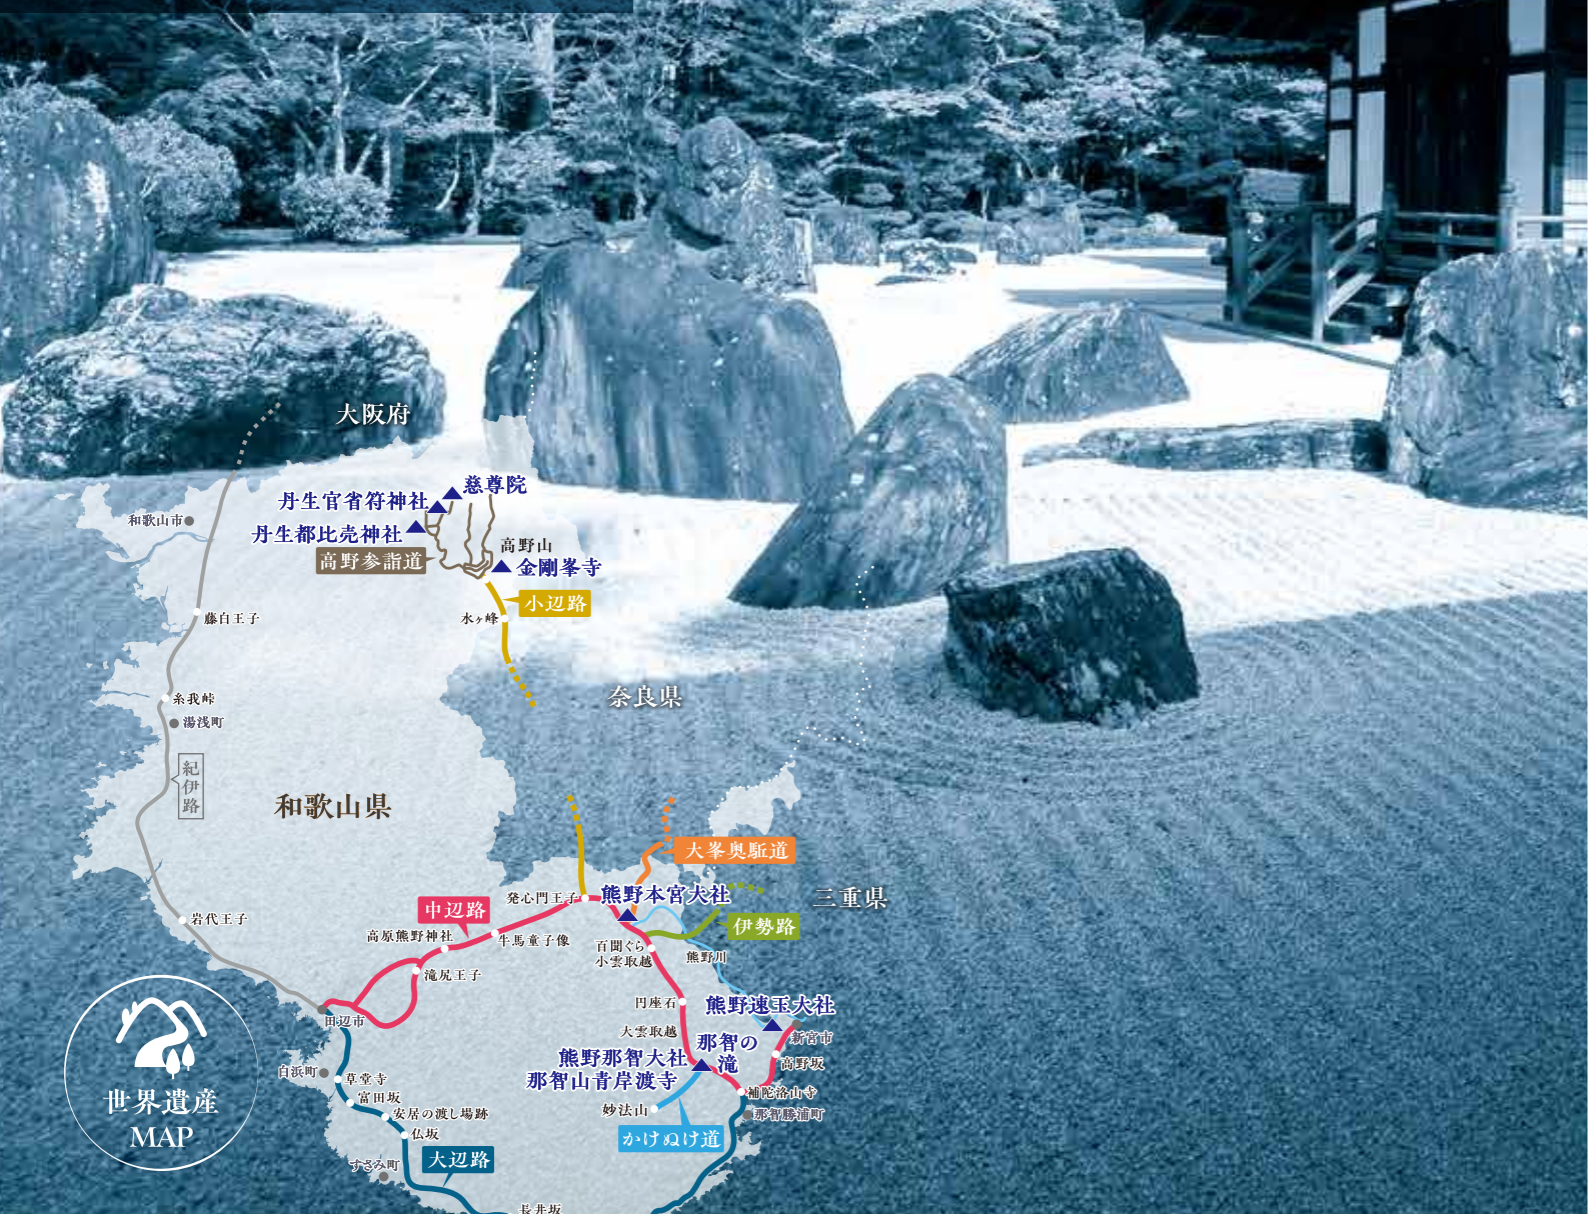 大阪府
慈尊院
丹生官省符神社
和歌山市
丹生都比売神社
高野山
高野参詣道
金剛峯寺
小辺路
水ヶ峰
藤白王子
奈良県
糸我峠
湯浅町
紀伊路
和歌山県
大峯奥駈道
発心門王子
熊野本宮大社
三重県
中辺路
岩代王子
伊勢路
高原熊野神社
牛馬童子像
百間ぐら
小雲取越
熊野川
滝尻王子
円座石
熊野速玉大社
田辺市
大雲取越
那智の
滝
新宮市
熊野那智大社
那智山青岸渡寺
高野坂
白浜町
草堂寺
富田坂
補陀洛山寺
妙法山
那智勝浦町
安居の渡し場跡
仏坂
かけぬけ道
世界遺産
MAP
すさみ町
大辺路
長井坂